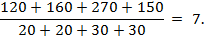 120 + 160 + 270 + 150
20 + 20 + 30 + 30
= 7.